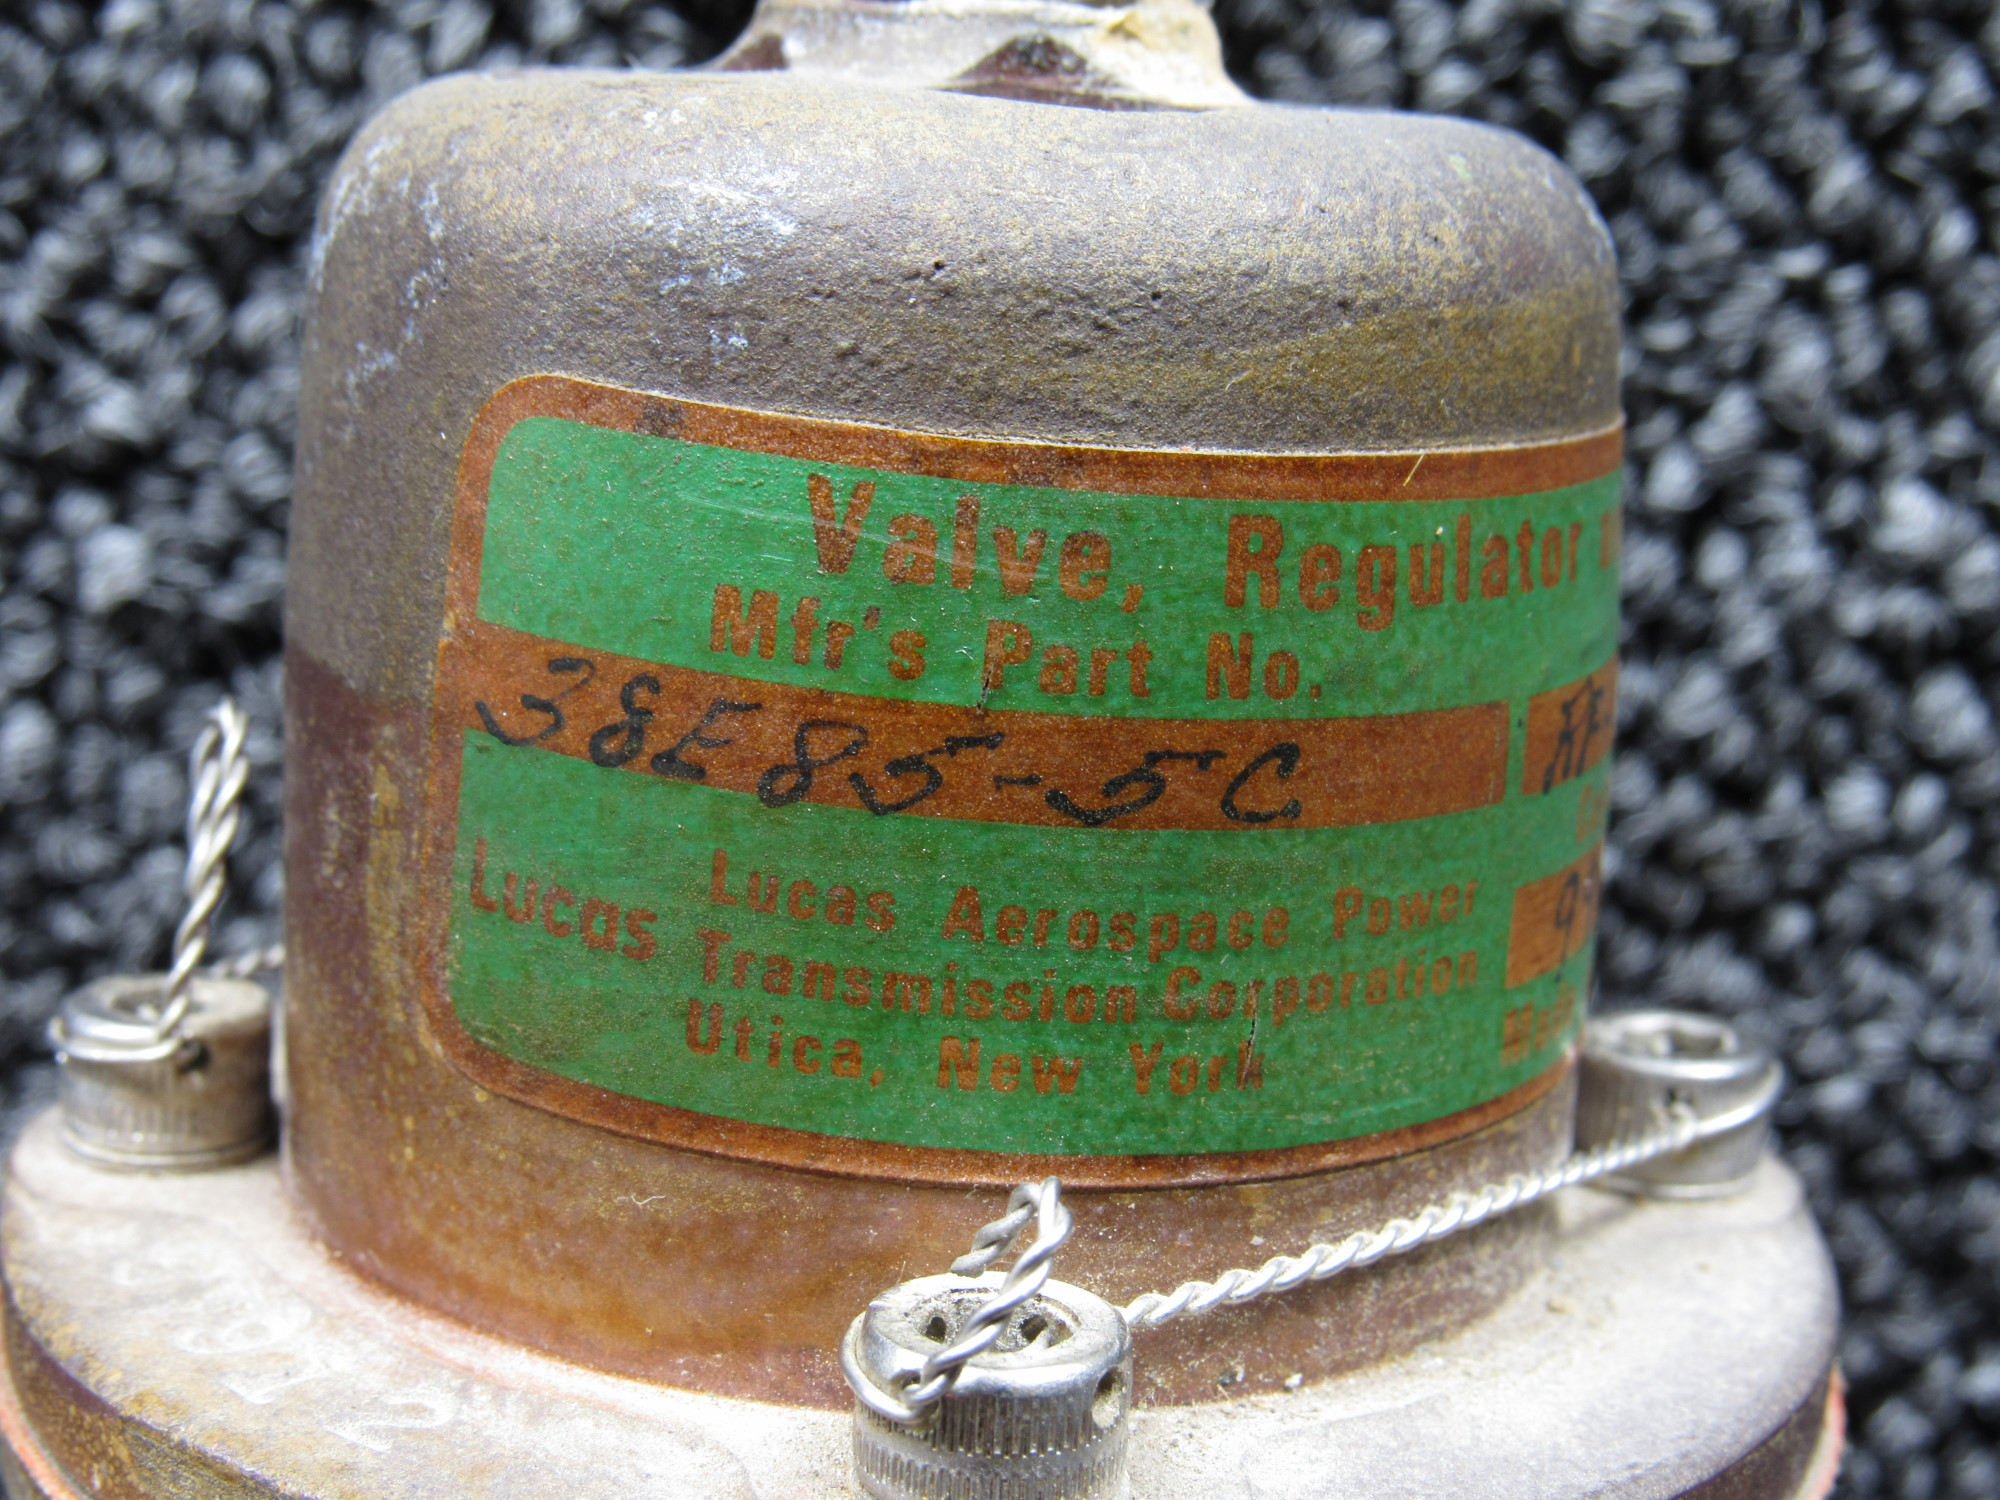 Valve, Regulator
Mfr's Part No.
38E85-5C
Lucas Aerospace Power
Lucas Transmission Corporation
Utica, New York